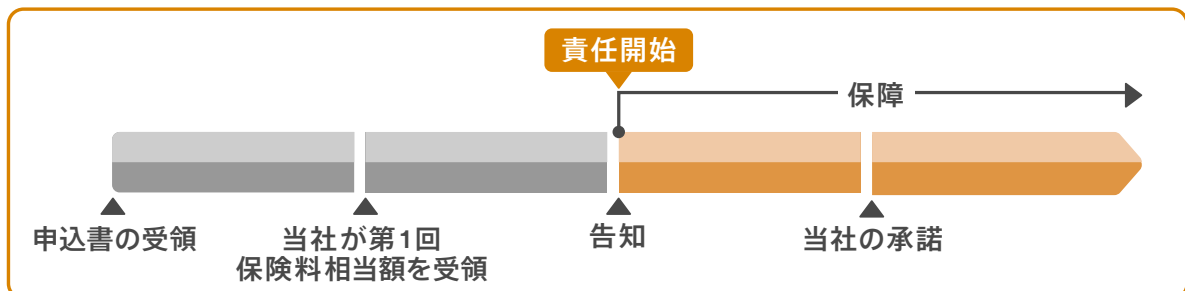 責任開始
保障
申込書の受領
当社が第1回
保険料相当額を受領
告知
当社の承諾